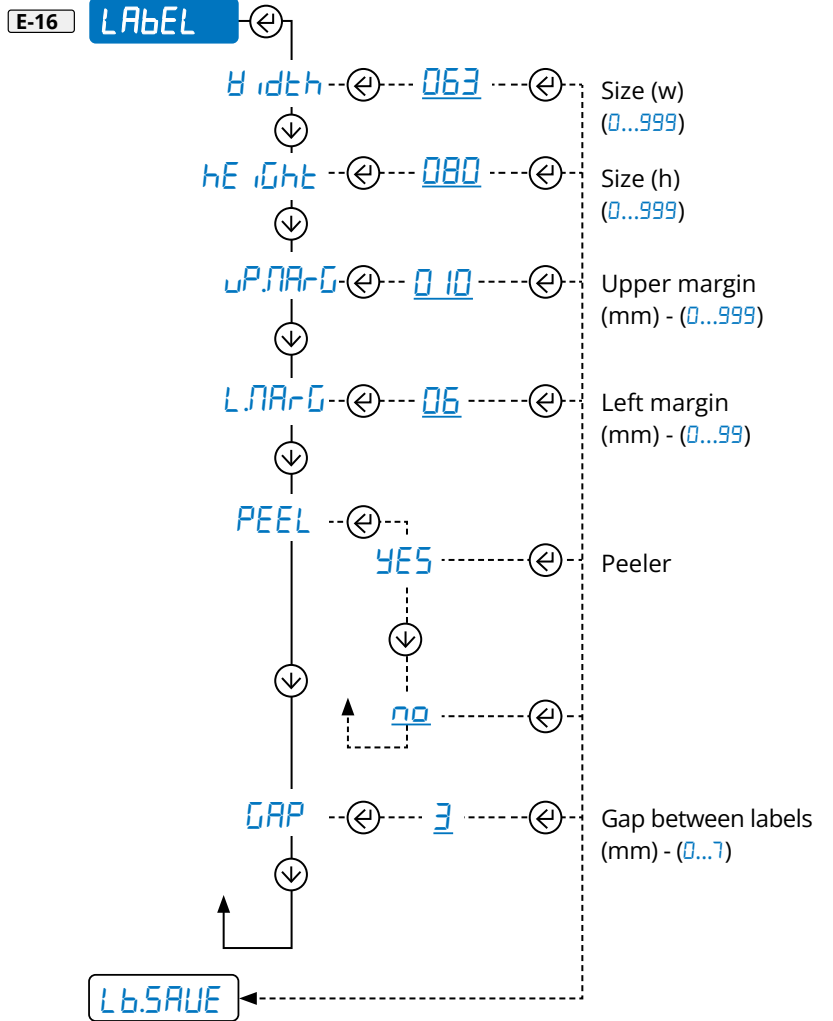 E-16 LAbEL
Width 063 Size (w)
(0...999)
hEiGht 080 Size (h)
(0...999)
uP.MArG 010 Upper margin
(mm) - (0...999)
L.MArG 06 Left margin
(mm) - (0...99)
PEEL
YES Peeler
no
GAP 3 Gap between labels
(mm) - (0...7)
Lb.SAVE